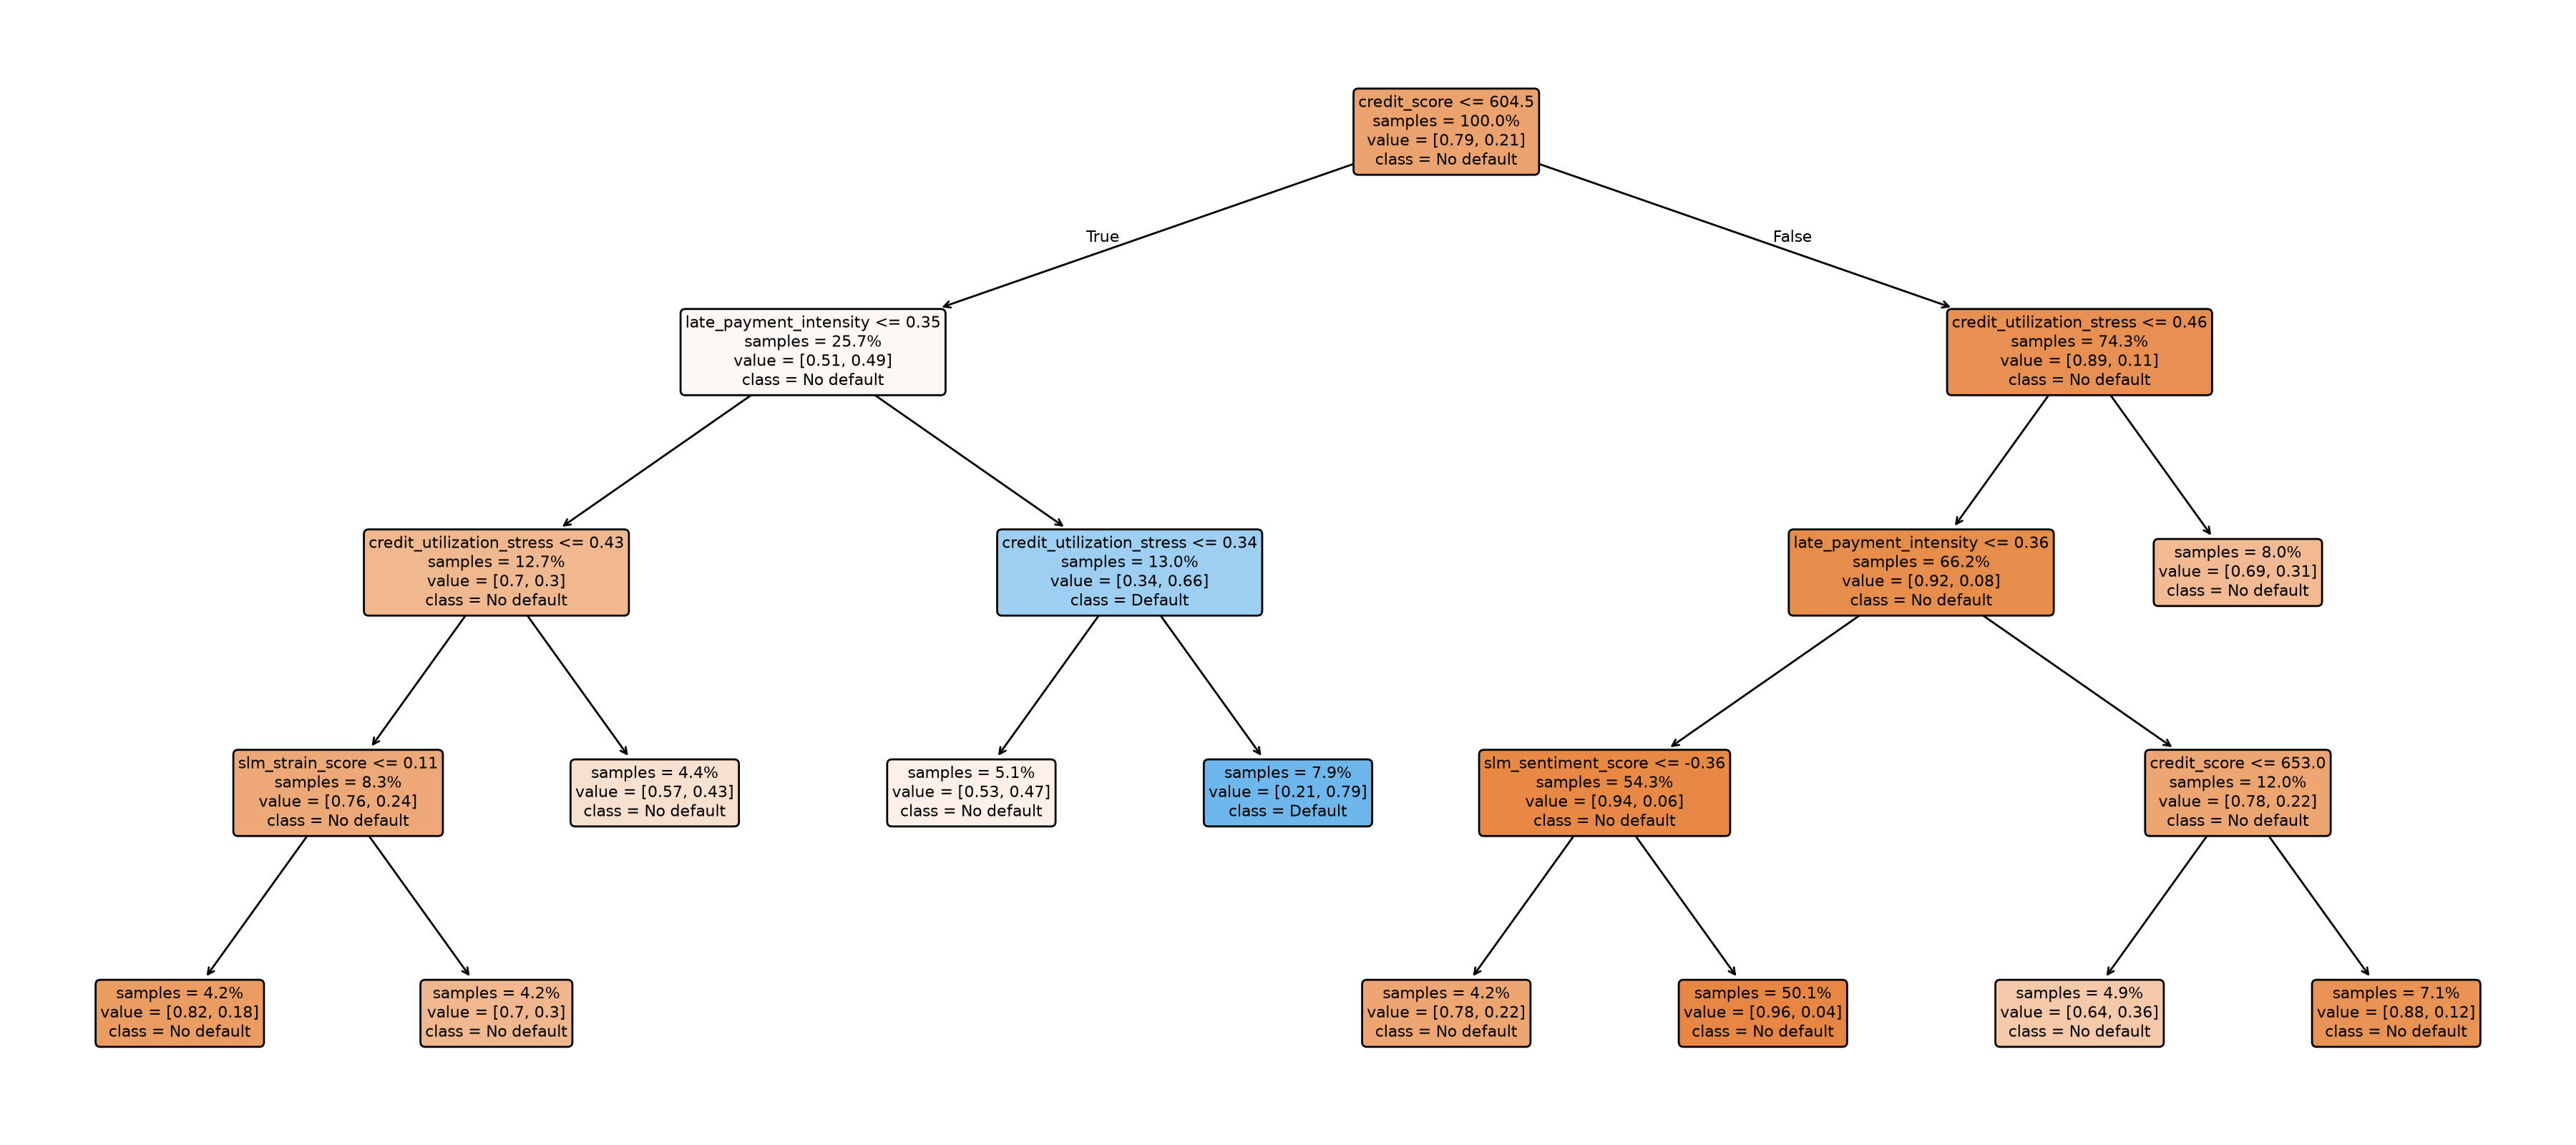 credit_score <= 604.5
samples = 100.0%
value = [0.79, 0.21]
class = No default
True
False
late_payment_intensity <= 0.35
samples = 25.7%
value = [0.51, 0.49]
class = No default
credit_utilization_stress <= 0.46
samples = 74.3%
value = [0.89, 0.11]
class = No default
credit_utilization_stress <= 0.43
samples = 12.7%
value = [0.7, 0.3]
class = No default
credit_utilization_stress <= 0.34
samples = 13.0%
value = [0.34, 0.66]
class = Default
late_payment_intensity <= 0.36
samples = 66.2%
value = [0.92, 0.08]
class = No default
samples = 8.0%
value = [0.69, 0.31]
class = No default
slm_strain_score <= 0.11
samples = 8.3%
value = [0.76, 0.24]
class = No default
samples = 4.4%
value = [0.57, 0.43]
class = No default
samples = 5.1%
value = [0.53, 0.47]
class = No default
samples = 7.9%
value = [0.21, 0.79]
class = Default
slm_sentiment_score <= -0.36
samples = 54.3%
value = [0.94, 0.06]
class = No default
credit_score <= 653.0
samples = 12.0%
value = [0.78, 0.22]
class = No default
samples = 4.2%
value = [0.82, 0.18]
class = No default
samples = 4.2%
value = [0.7, 0.3]
class = No default
samples = 4.2%
value = [0.78, 0.22]
class = No default
samples = 50.1%
value = [0.96, 0.04]
class = No default
samples = 4.9%
value = [0.64, 0.36]
class = No default
samples = 7.1%
value = [0.88, 0.12]
class = No default